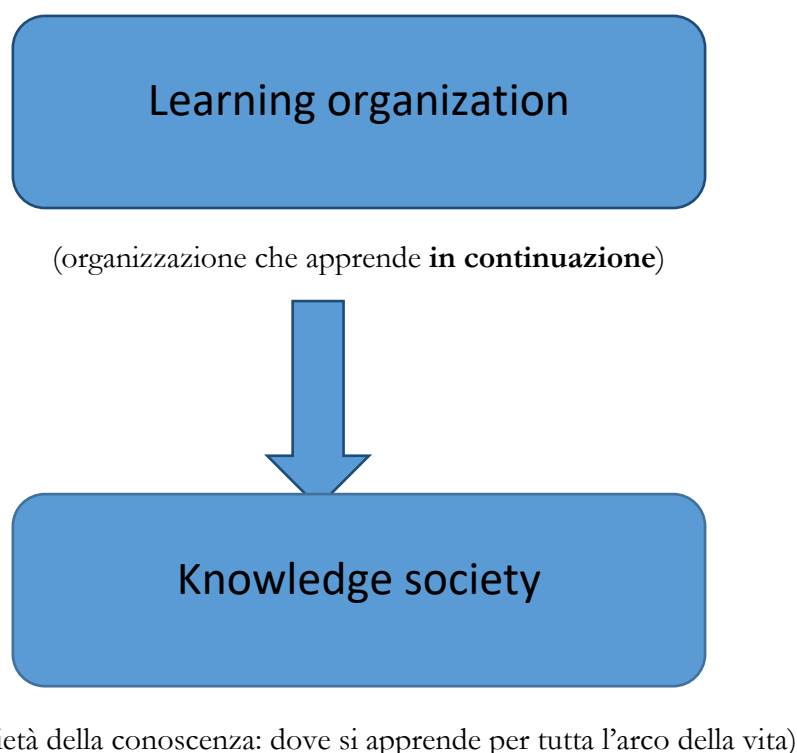 Learning organization
(organizzazione che apprende in continuazione)
Knowledge society
ietà della conoscenza: dove si apprende per tutta l’arco della vita)